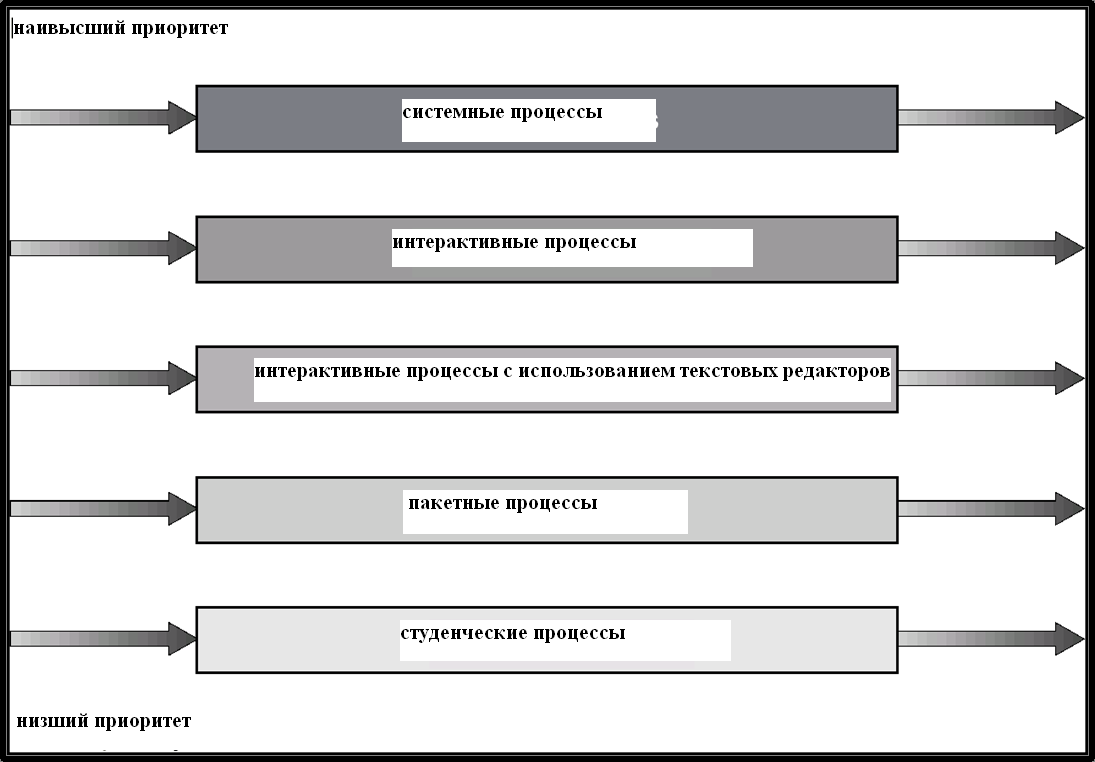 наивысший приоритет
системные процессы
интерактивные процессы
интерактивные процессы с использованием текстовых редакторов
пакетные процессы
студенческие процессы
низший приоритет